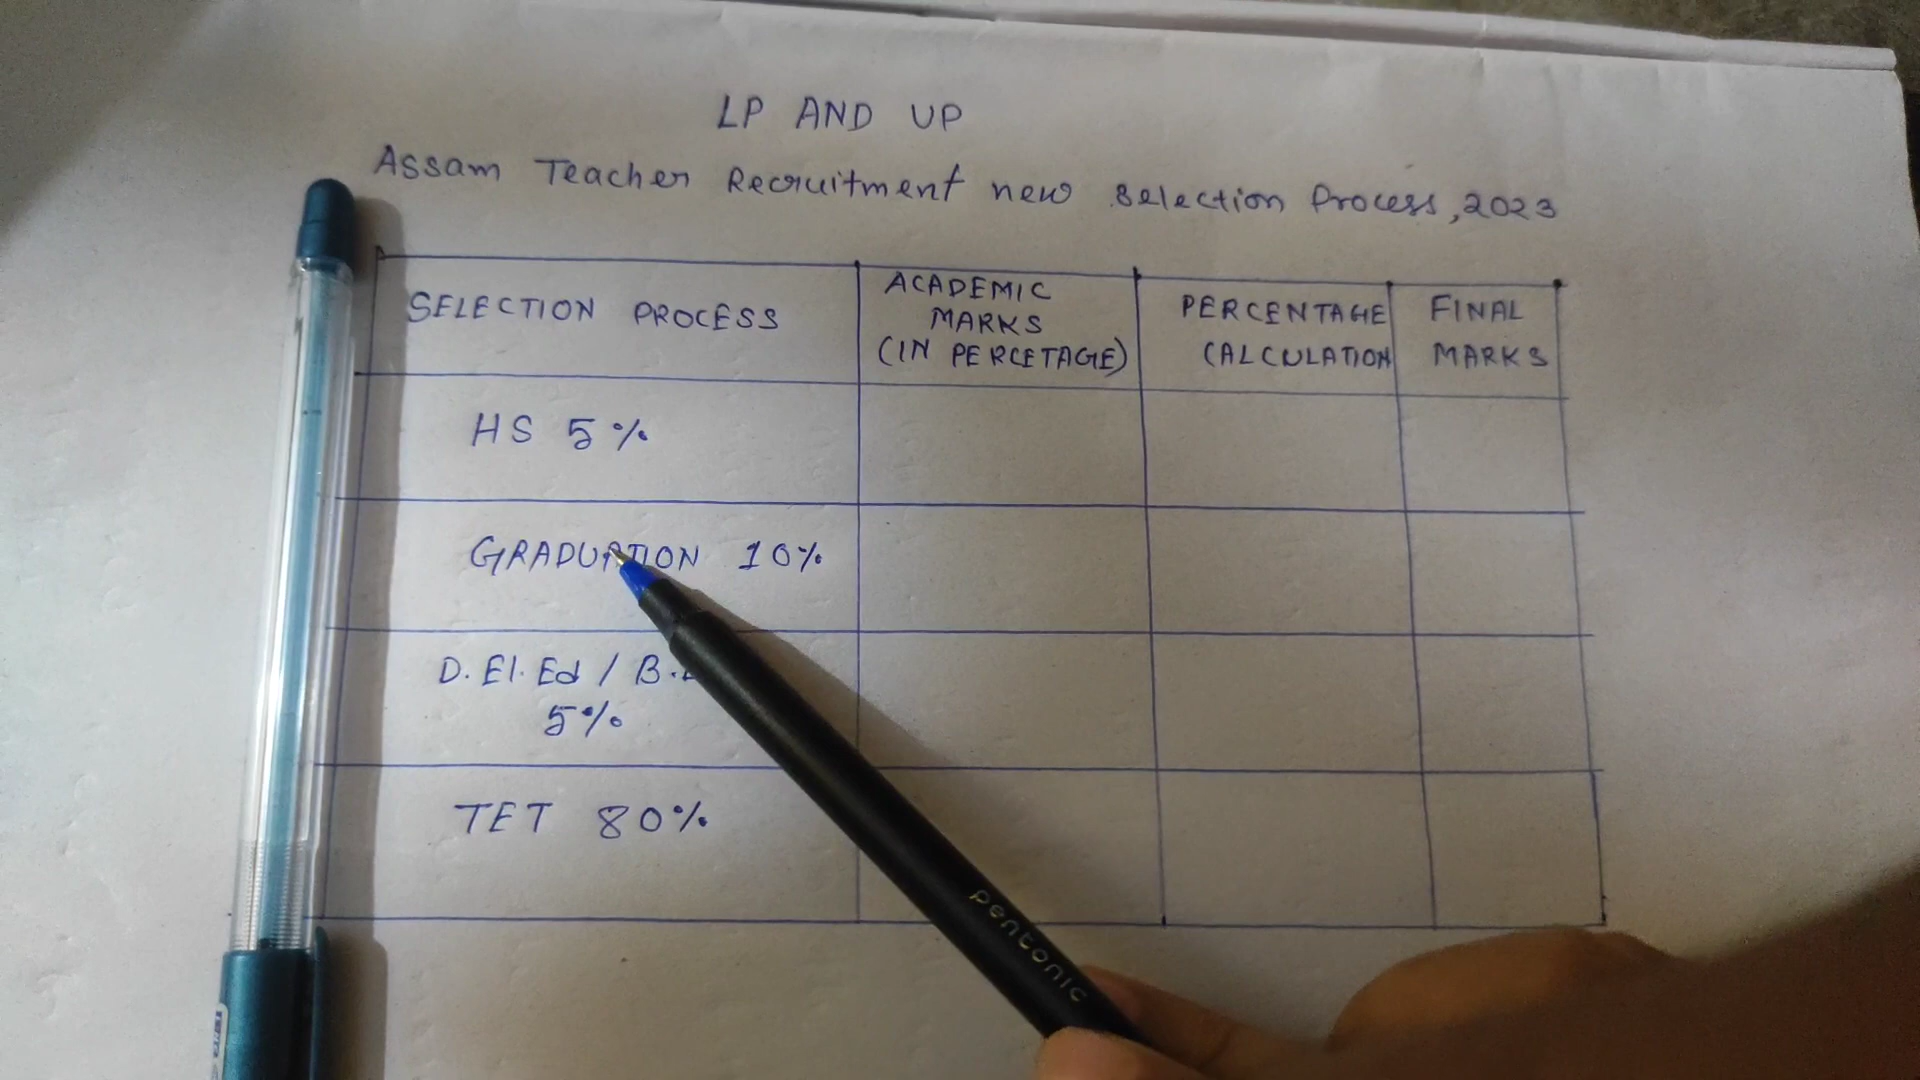 LP AND UP
Assam Teacher Recruitment new Selection Process, 2023
SELECTION PROCESS
ACADEMIC
MARKS
(IN PERCETAGE)
PERCENTAGE
CALCULATION
FINAL
MARKS
HS 5%
GRADUATION 10%
D. El. Ed / B.
5%
TET 80%
pentonic